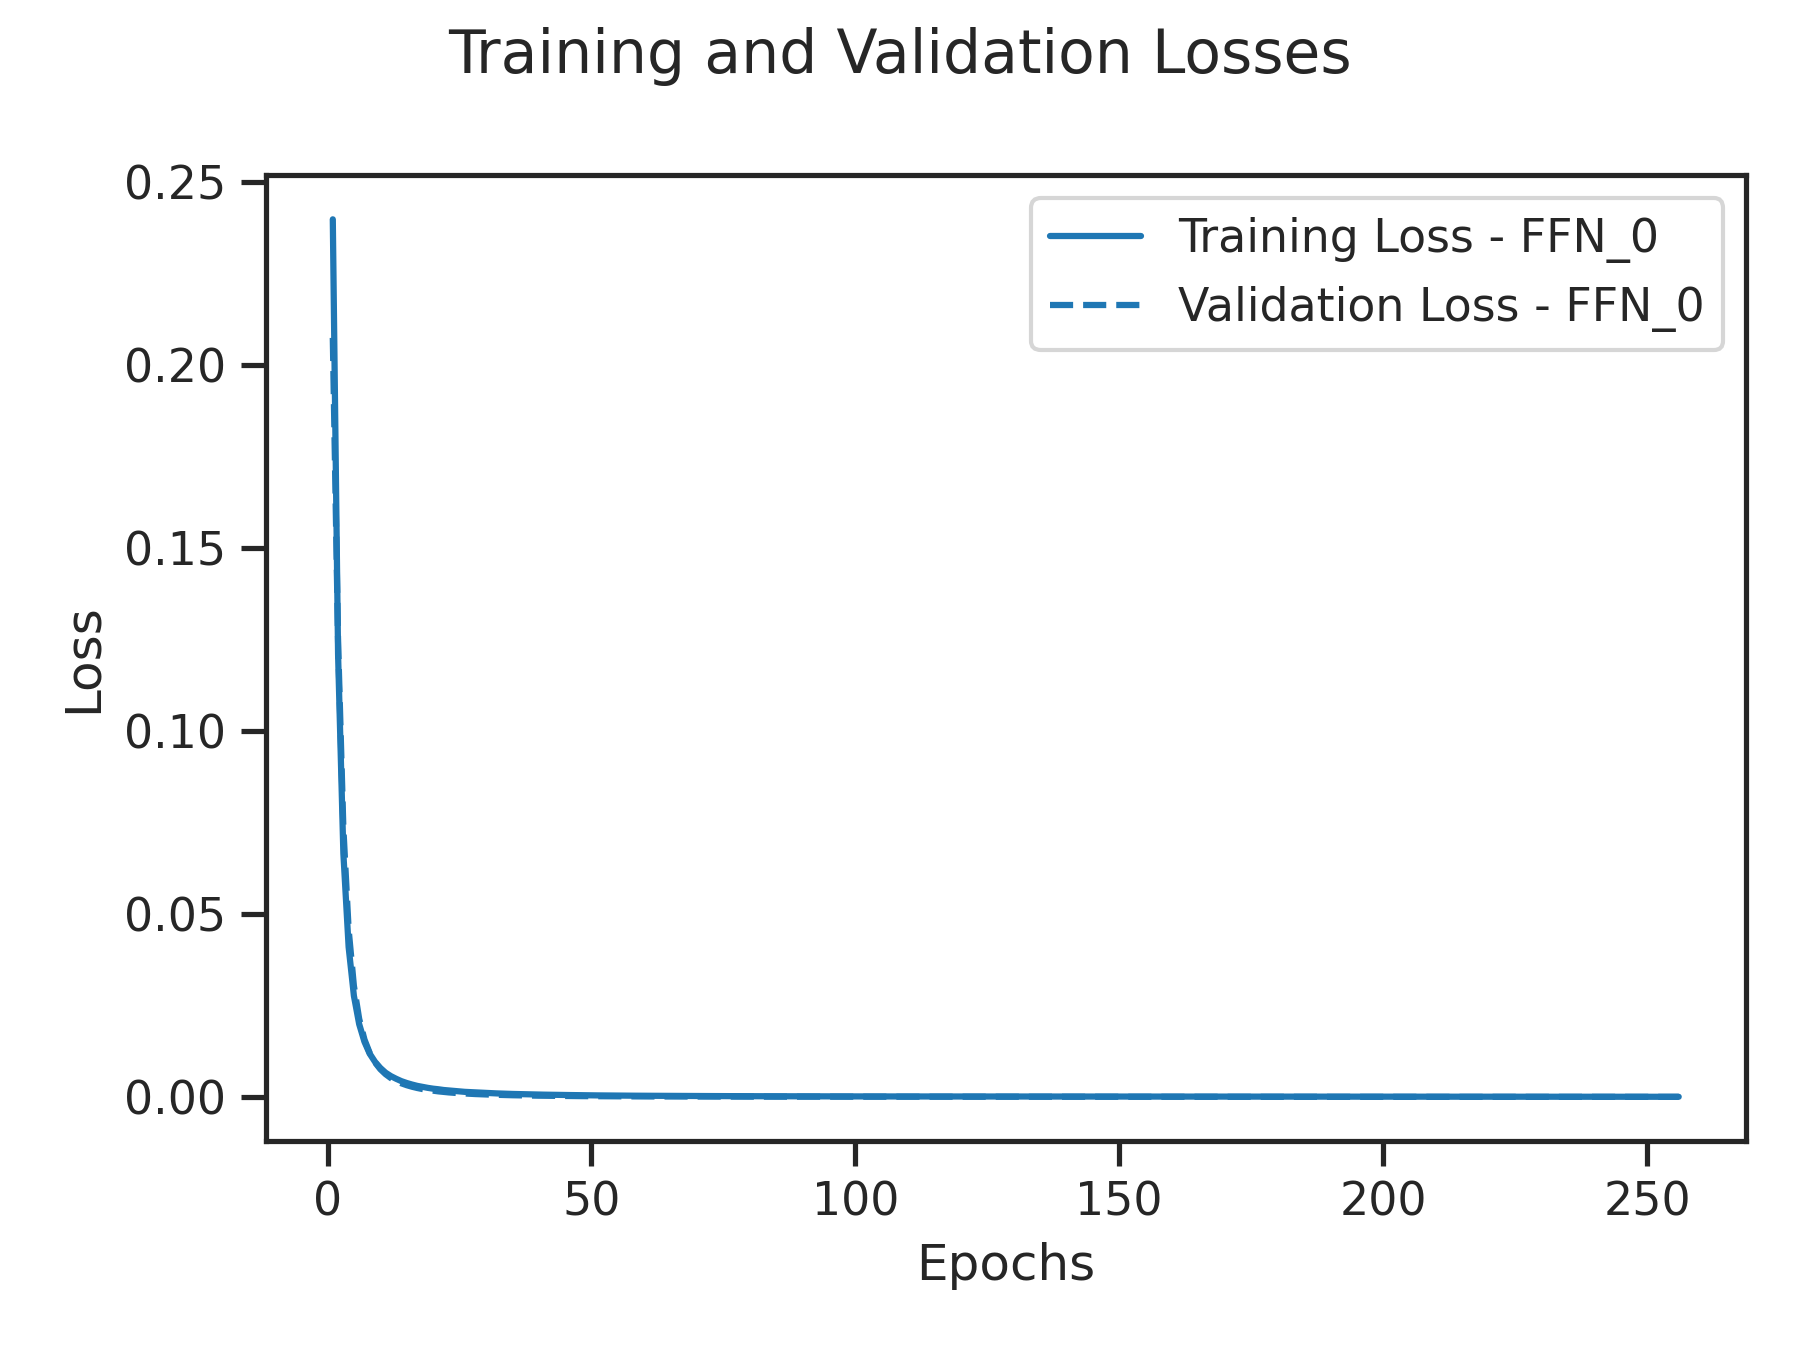 Training and Validation Losses
0.25
0.20
0.15
0.10
0.05
0.00
Loss
Training Loss - FFN_0
Validation Loss - FFN_0
0 50 100 150 200 250
Epochs